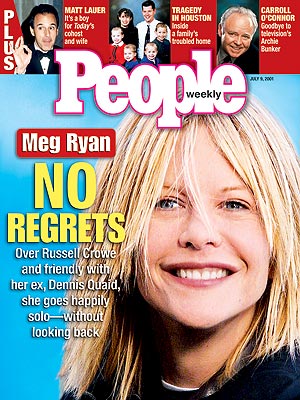 PLUS
MATT LAUER
It's a boy
for Today's
cohost
and wife
TRAGEDY
IN HOUSTON
Inside
a family's
troubled home
CARROLL
O'CONNOR
Goodbye to
television's
Archie
Bunker
People
weekly
JULY 9, 2001
Meg Ryan
NO
REGRETS
Over Russell Crowe
and friendly with
her ex, Dennis Quaid,
she goes happily
solo—without
looking back